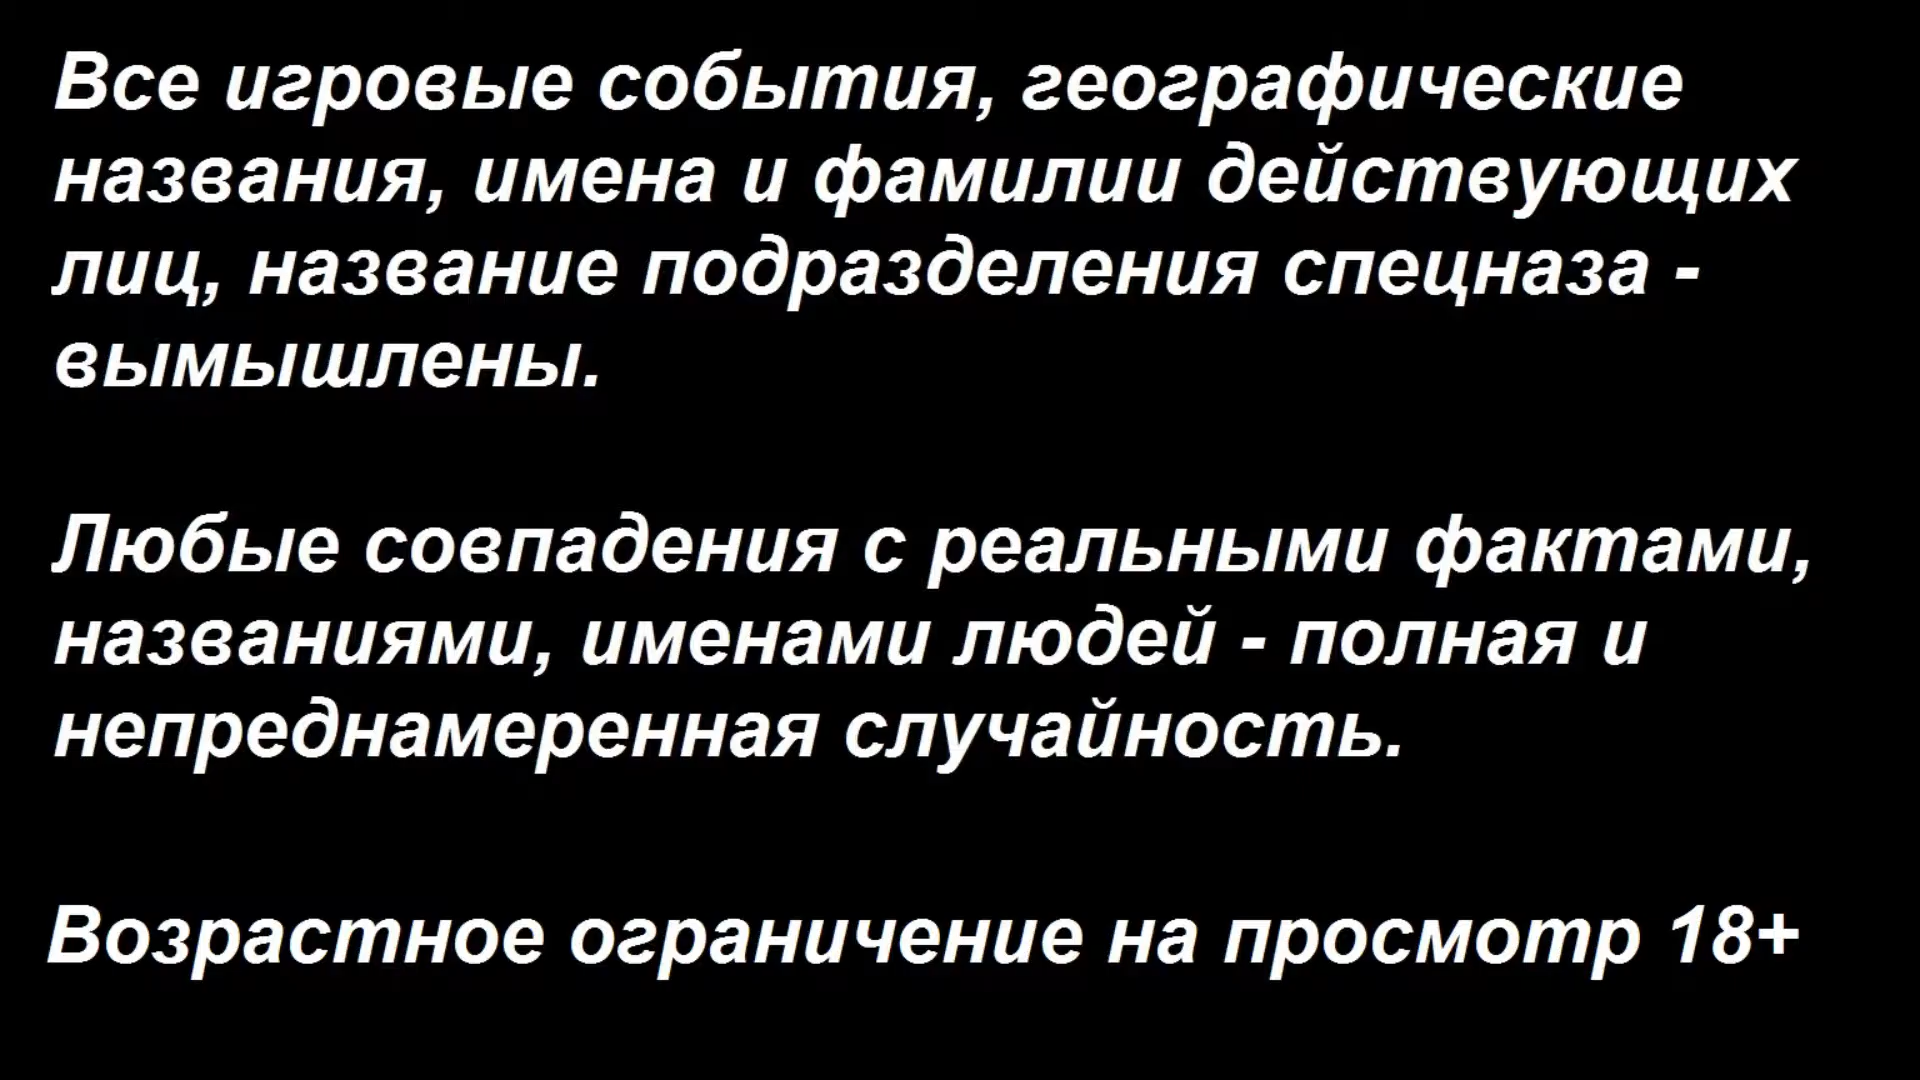 Все игровые события, географические
названия, имена и фамилии действующих
лиц, название подразделения спецназа -
вымышлены.
Любые совпадения с реальными фактами,
названиями, именами людей - полная и
непреднамеренная случайность.
Возрастное ограничение на просмотр 18+